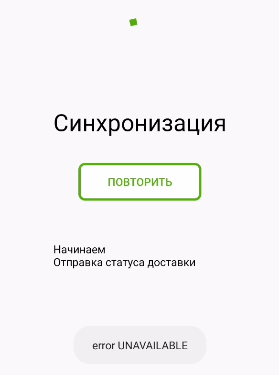 Синхронизация
ПОВТОРИТЬ
Начинаем
Отправка статуса доставки
error UNAVAILABLE